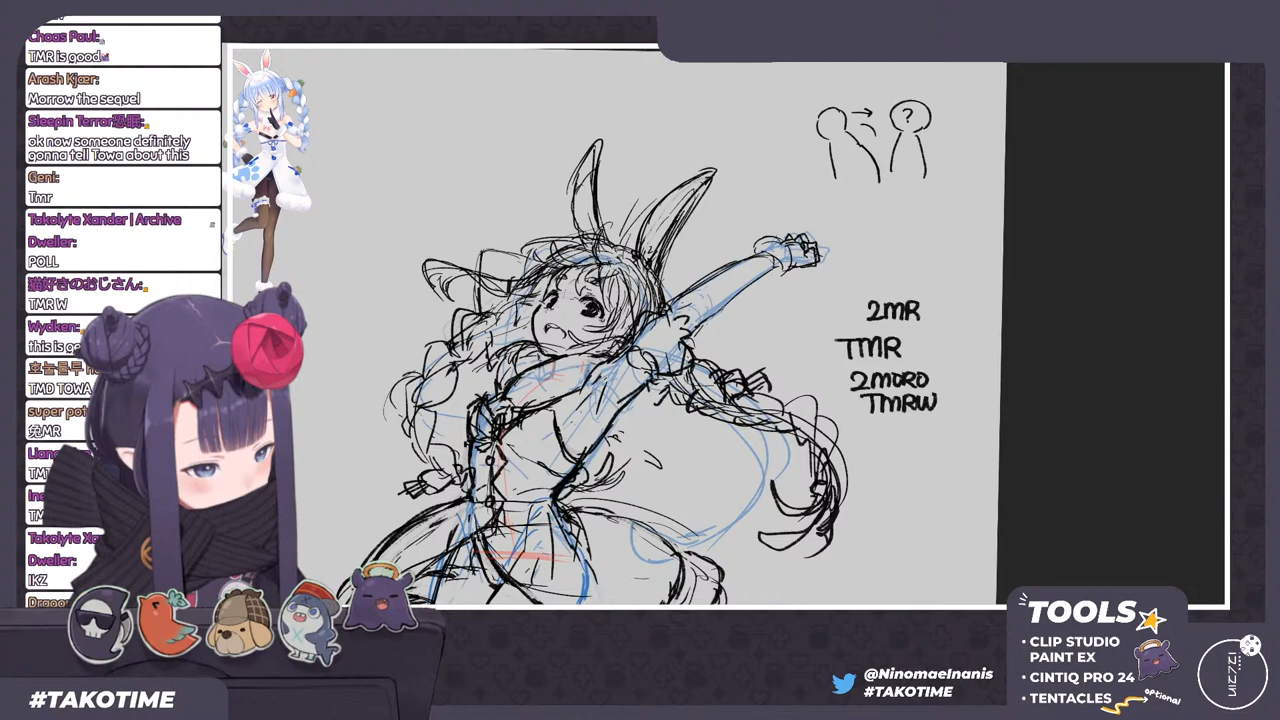 Choas Paul:
TMR is good
Arash Kjær:
Morrow the sequel
Sleepin Terror恐眠:
ok now someone definitely
gonna tell Towa about this
Geni:
Tmr
Takolyte Xander | Archive
Dweller:
POLL
猫好きのおじさん:
TMR W
Wydken:
this is
TMD TOWA
super
兔MR
Takolyte
Dweller:
IKZ
?
2MR
TMR
2MORO
TMRW
#TAKOTIME
@NinomaeInanis
#TAKOTIME
TOOLS
• CLIP STUDIO
PAINT EX
• CINTIQ PRO 24
• TENTACLES
optional